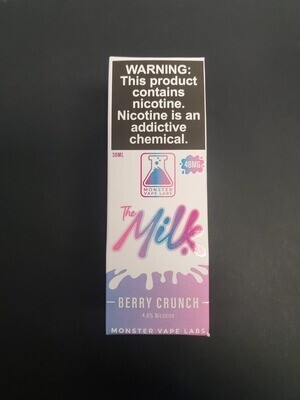 WARNING:
This product
contains
nicotine.
Nicotine is an
addictive
chemical.
30ML
48MG
MONSTER
VAPE LABS
The
Milk
BERRY CRUNCH
4.8% Nicotine
MONSTER VAPE LABS